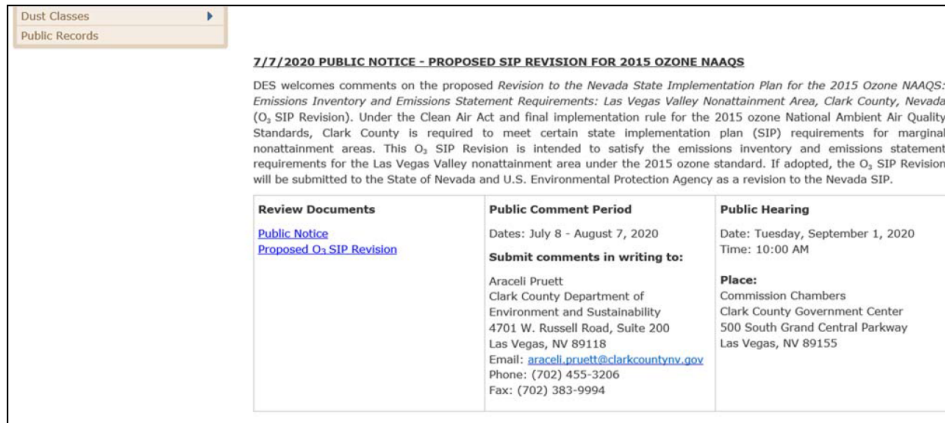 Dust Classes
Public Records
7/7/2020 PUBLIC NOTICE - PROPOSED SIP REVISION FOR 2015 OZONE NAAQS
DES welcomes comments on the proposed Revision to the Nevada State Implementation Plan for the 2015 Ozone NAAQS:
Emissions Inventory and Emissions Statement Requirements: Las Vegas Valley Nonattainment Area, Clark County, Nevada
(O₃ SIP Revision). Under the Clean Air Act and final implementation rule for the 2015 ozone National Ambient Air Quality
Standards, Clark County is required to meet certain state implementation plan (SIP) requirements for marginal
nonattainment areas. This O₃ SIP Revision is intended to satisfy the emissions inventory and emissions statement
requirements for the Las Vegas Valley nonattainment area under the 2015 ozone standard. If adopted, the O₃ SIP Revision
will be submitted to the State of Nevada and U.S. Environmental Protection Agency as a revision to the Nevada SIP.
Review Documents
Public Notice
Proposed O₃ SIP Revision
Public Comment Period
Dates: July 8 - August 7, 2020
Submit comments in writing to:
Araceli Pruett
Clark County Department of
Environment and Sustainability
4701 W. Russell Road, Suite 200
Las Vegas, NV 89118
Email: araceli.pruett@clarkcountynv.gov
Phone: (702) 455-3206
Fax: (702) 383-9994
Public Hearing
Date: Tuesday, September 1, 2020
Time: 10:00 AM
Place:
Commission Chambers
Clark County Government Center
500 South Grand Central Parkway
Las Vegas, NV 89155